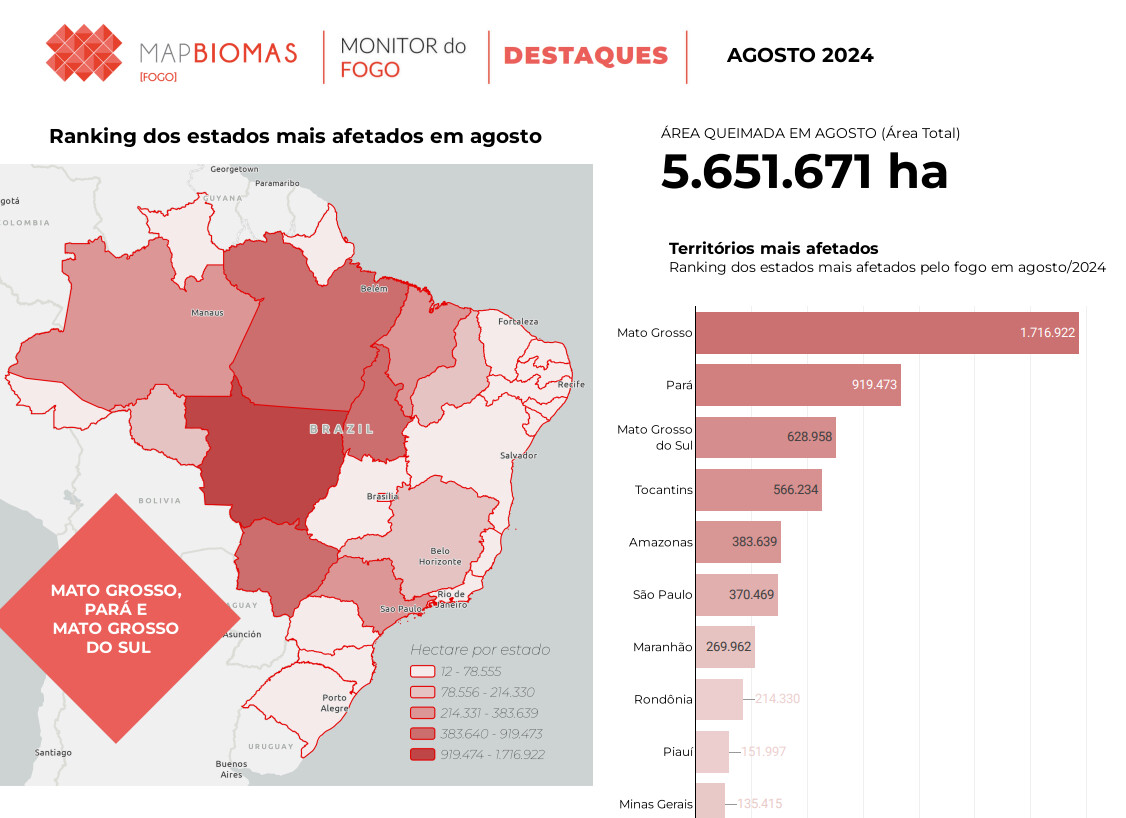 MAPBIOMAS
[FOGO]
MONITOR do
FOGO
DESTAQUES
AGOSTO 2024
Ranking dos estados mais afetados em agosto
ÁREA QUEIMADA EM AGOSTO (Área Total)
5.651.671 ha
Territórios mais afetados
Ranking dos estados mais afetados pelo fogo em agosto/2024
Georgetown
Paramaribo
GUYANA
gotá
OLOMBIA
Belém
Manaus
Fortaleza
Recife
BRAZIL
Salvador
Brasília
BOLIVIA
Belo
Horizonte
Rio de
Janeiro
Sao Paulo
AGUAY
Asunción
MATO GROSSO,
PARÁ E
MATO GROSSO
DO SUL
Porto
Alegre
URUGUAY
Santiago
Buenos
Aires
Hectare por estado
12 - 78.555
78.556 - 214.330
214.331 - 383.639
383.640 - 919.473
919.474 - 1.716.922
Mato Grosso 1.716.922
Pará 919.473
Mato Grosso
do Sul 628.958
Tocantins 566.234
Amazonas 383.639
São Paulo 370.469
Maranhão 269.962
Rondônia 214.330
Piauí 151.997
Minas Gerais 135.415